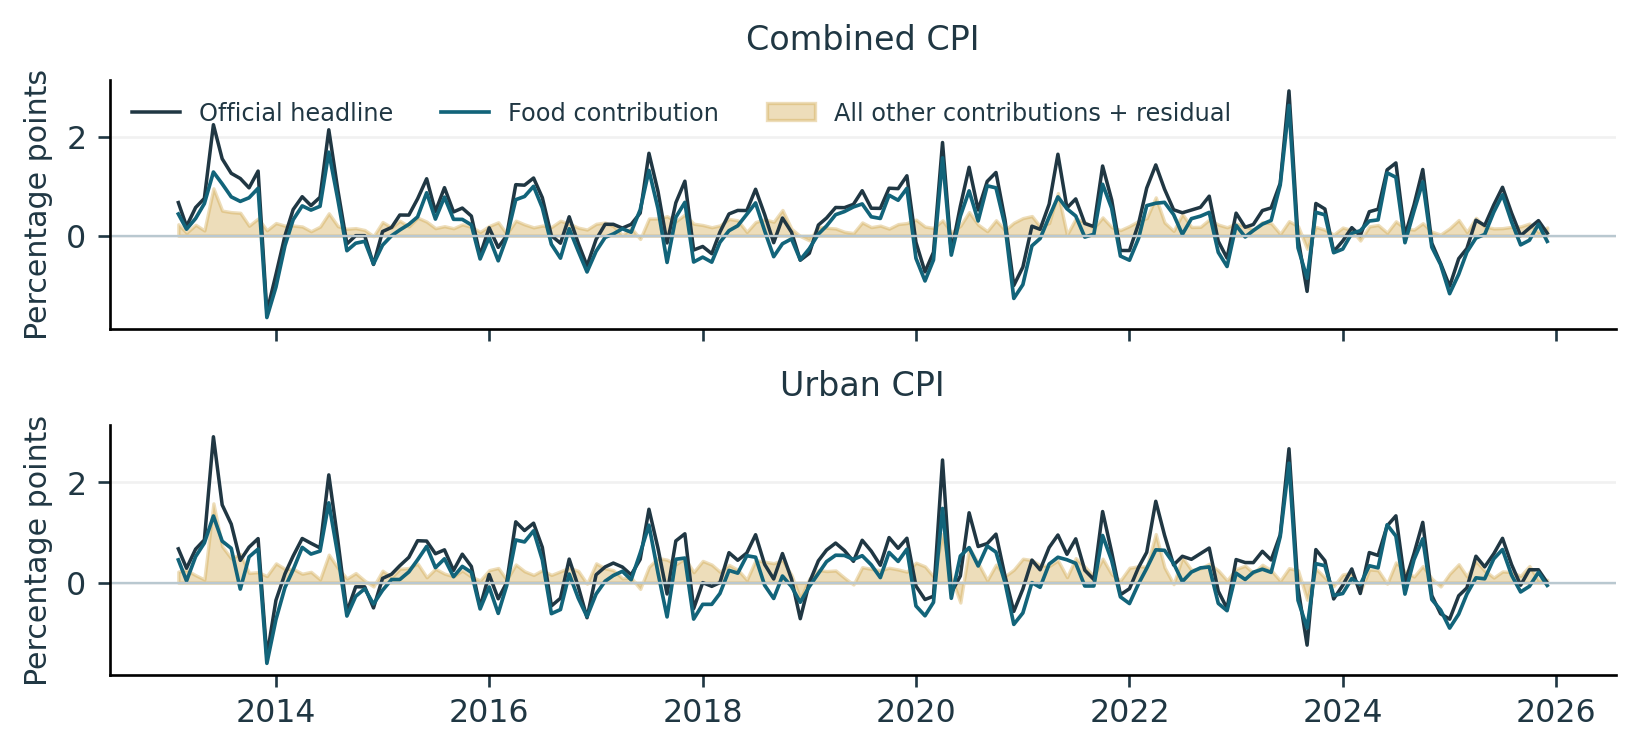 Combined CPI
Percentage points
Official headline
Food contribution
All other contributions + residual
2
0
Urban CPI
Percentage points
2
0
2014
2016
2018
2020
2022
2024
2026